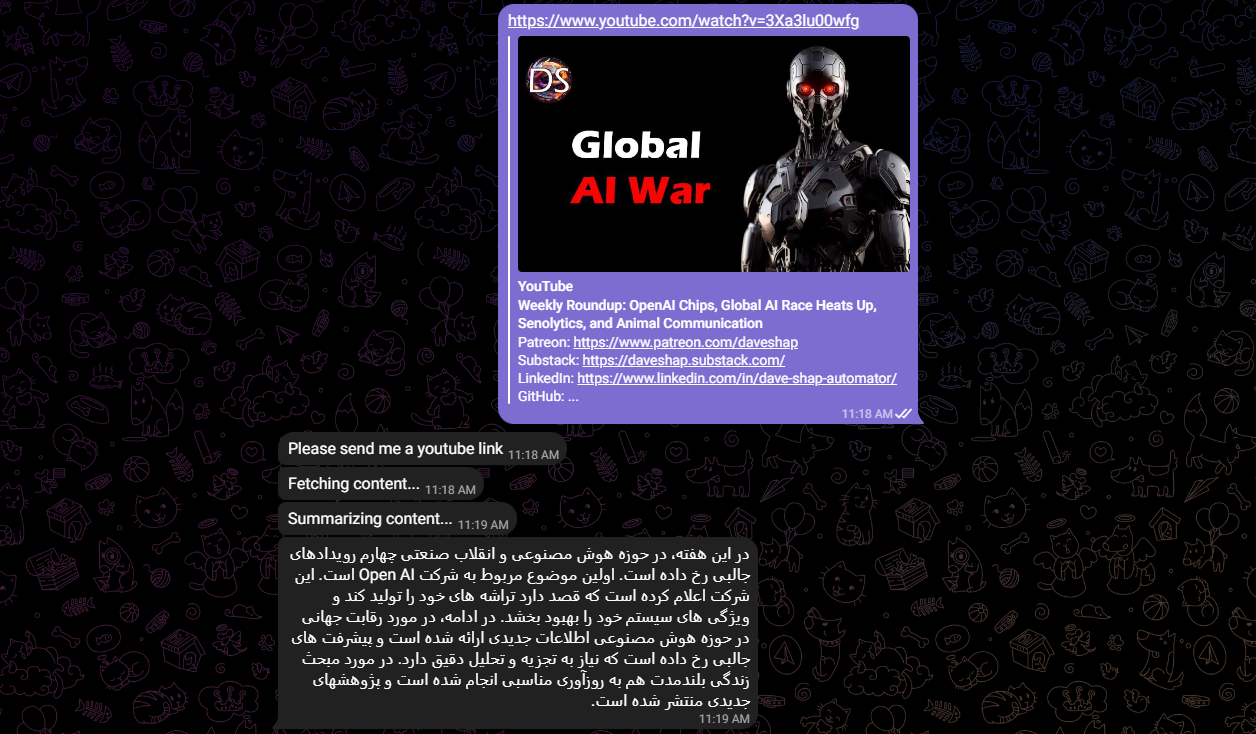 https://www.youtube.com/watch?v=3Xa3lu00wfg
DS
Global
AI War
YouTube
Weekly Roundup: OpenAI Chips, Global AI Race Heats Up,
Senolytics, and Animal Communication
Patreon: https://www.patreon.com/daveshap
Substack: https://daveshap.substack.com/
LinkedIn: https://www.linkedin.com/in/dave-shap-automator/
GitHub: ...
11:18 AM
Please send me a youtube link 11:18 AM
Fetching content... 11:18 AM
Summarizing content... 11:19 AM
در این هفته، در حوزه هوش مصنوعی و انقلاب صنعتی چهارم رویدادهای
جالبی رخ داده است. اولین موضوع مربوط به شرکت Open AI است. این
شرکت اعلام کرده است که قصد دارد تراشه های خود را تولید کند و
ویژگی های سیستم خود را بهبود بخشد. در ادامه، در مورد رقابت جهانی
در حوزه هوش مصنوعی اطلاعات جدیدی ارائه شده است و پیشرفت های
جالبی رخ داده است که نیاز به تجزیه و تحلیل دقیق دارد. در مورد مبحث
زندگی بلندمدت هم به روزآوری مناسبی انجام شده است و پژوهشهای
جدیدی منتشر شده است.
11:19 AM